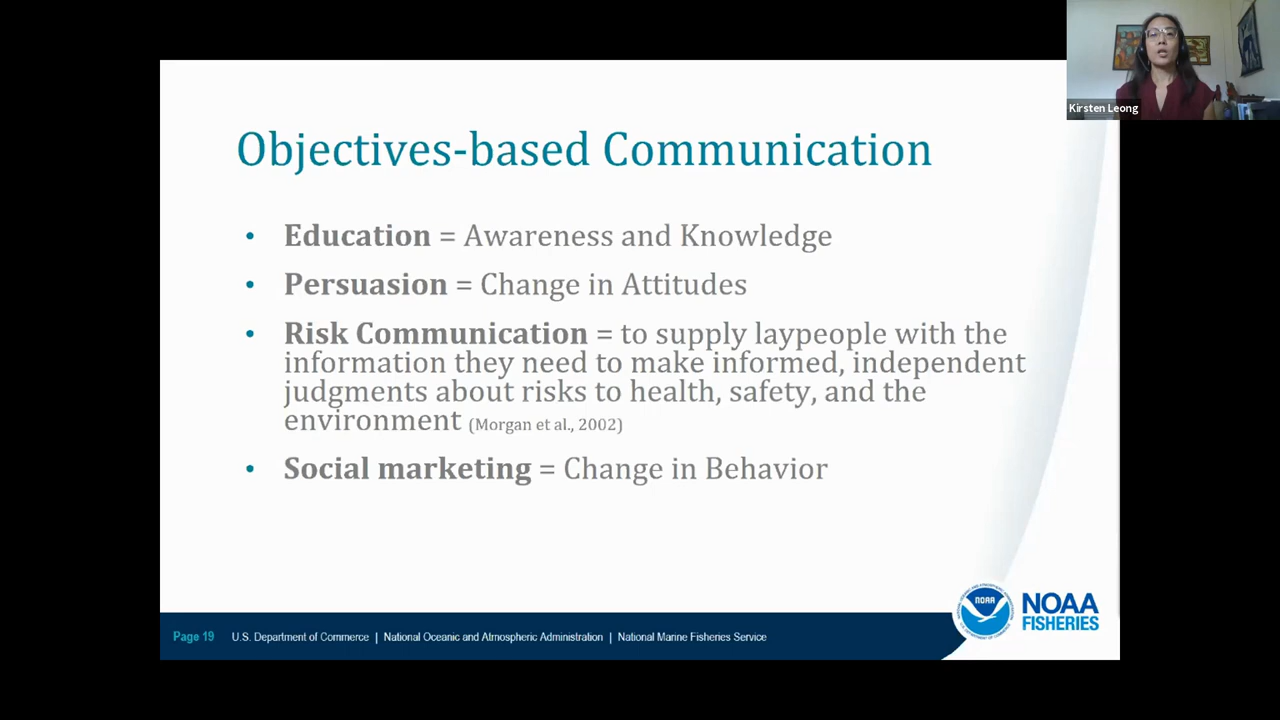 Kirsten Leong
Objectives-based Communication
• Education = Awareness and Knowledge
• Persuasion = Change in Attitudes
• Risk Communication = to supply laypeople with the
information they need to make informed, independent
judgments about risks to health, safety, and the
environment (Morgan et al., 2002)
• Social marketing = Change in Behavior
NOAA
NOAA
FISHERIES
Page 19 U.S. Department of Commerce | National Oceanic and Atmospheric Administration | National Marine Fisheries Service